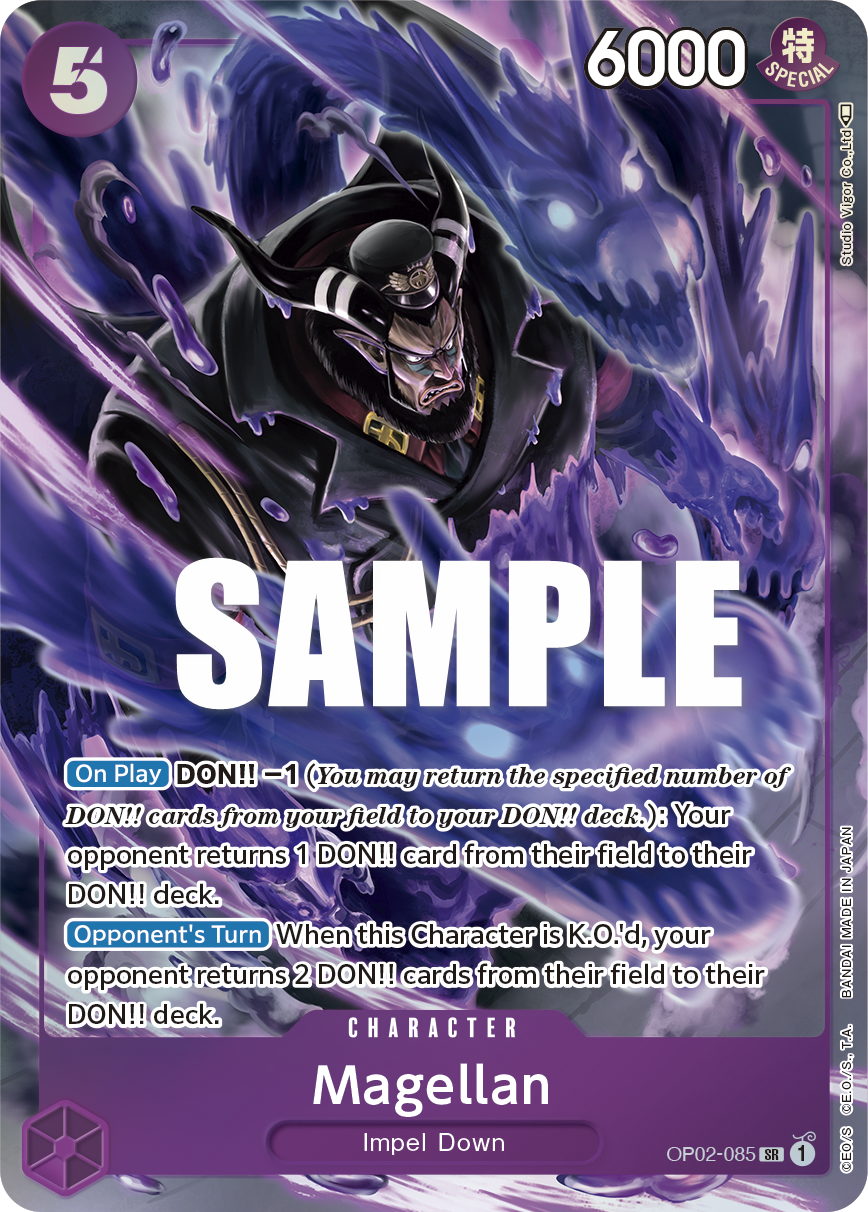 5
6000
特
SPECIAL
Studio Vigor Co.,Ltd
SAMPLE
On Play DON!! −1 (You may return the specified number of
DON!! cards from your field to your DON!! deck.): Your
opponent returns 1 DON!! card from their field to their
DON!! deck.
Opponent's Turn When this Character is K.O.'d, your
opponent returns 2 DON!! cards from their field to their
DON!! deck.
CHARACTER
Magellan
Impel Down
OP02-085 SR 1
©EO/S ©E.O./S., T.A. BANDAI MADE IN JAPAN